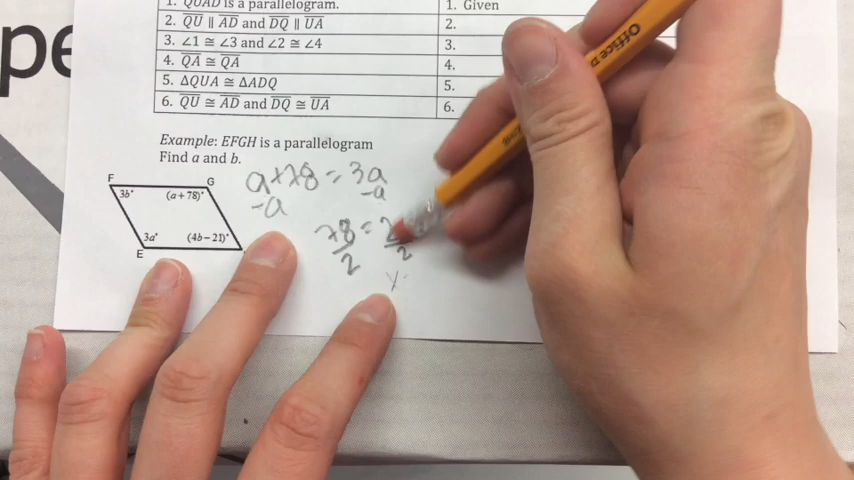 pe
1. QUAD is a parallelogram. 1. Given
2. QU ∥ AD and DQ ∥ UA 2.
3. ∠1 ≅ ∠3 and ∠2 ≅ ∠4 3.
4. QA ≅ QA 4.
5. ΔQUA ≅ ΔADQ 5.
6. QU ≅ AD and DQ ≅ UA 6.
Example: EFGH is a parallelogram
Find a and b.
a+78=3a
-a -a
F G
3b° (a + 78)°
3a° (4b − 21)°
E
78=2
2 2
Office